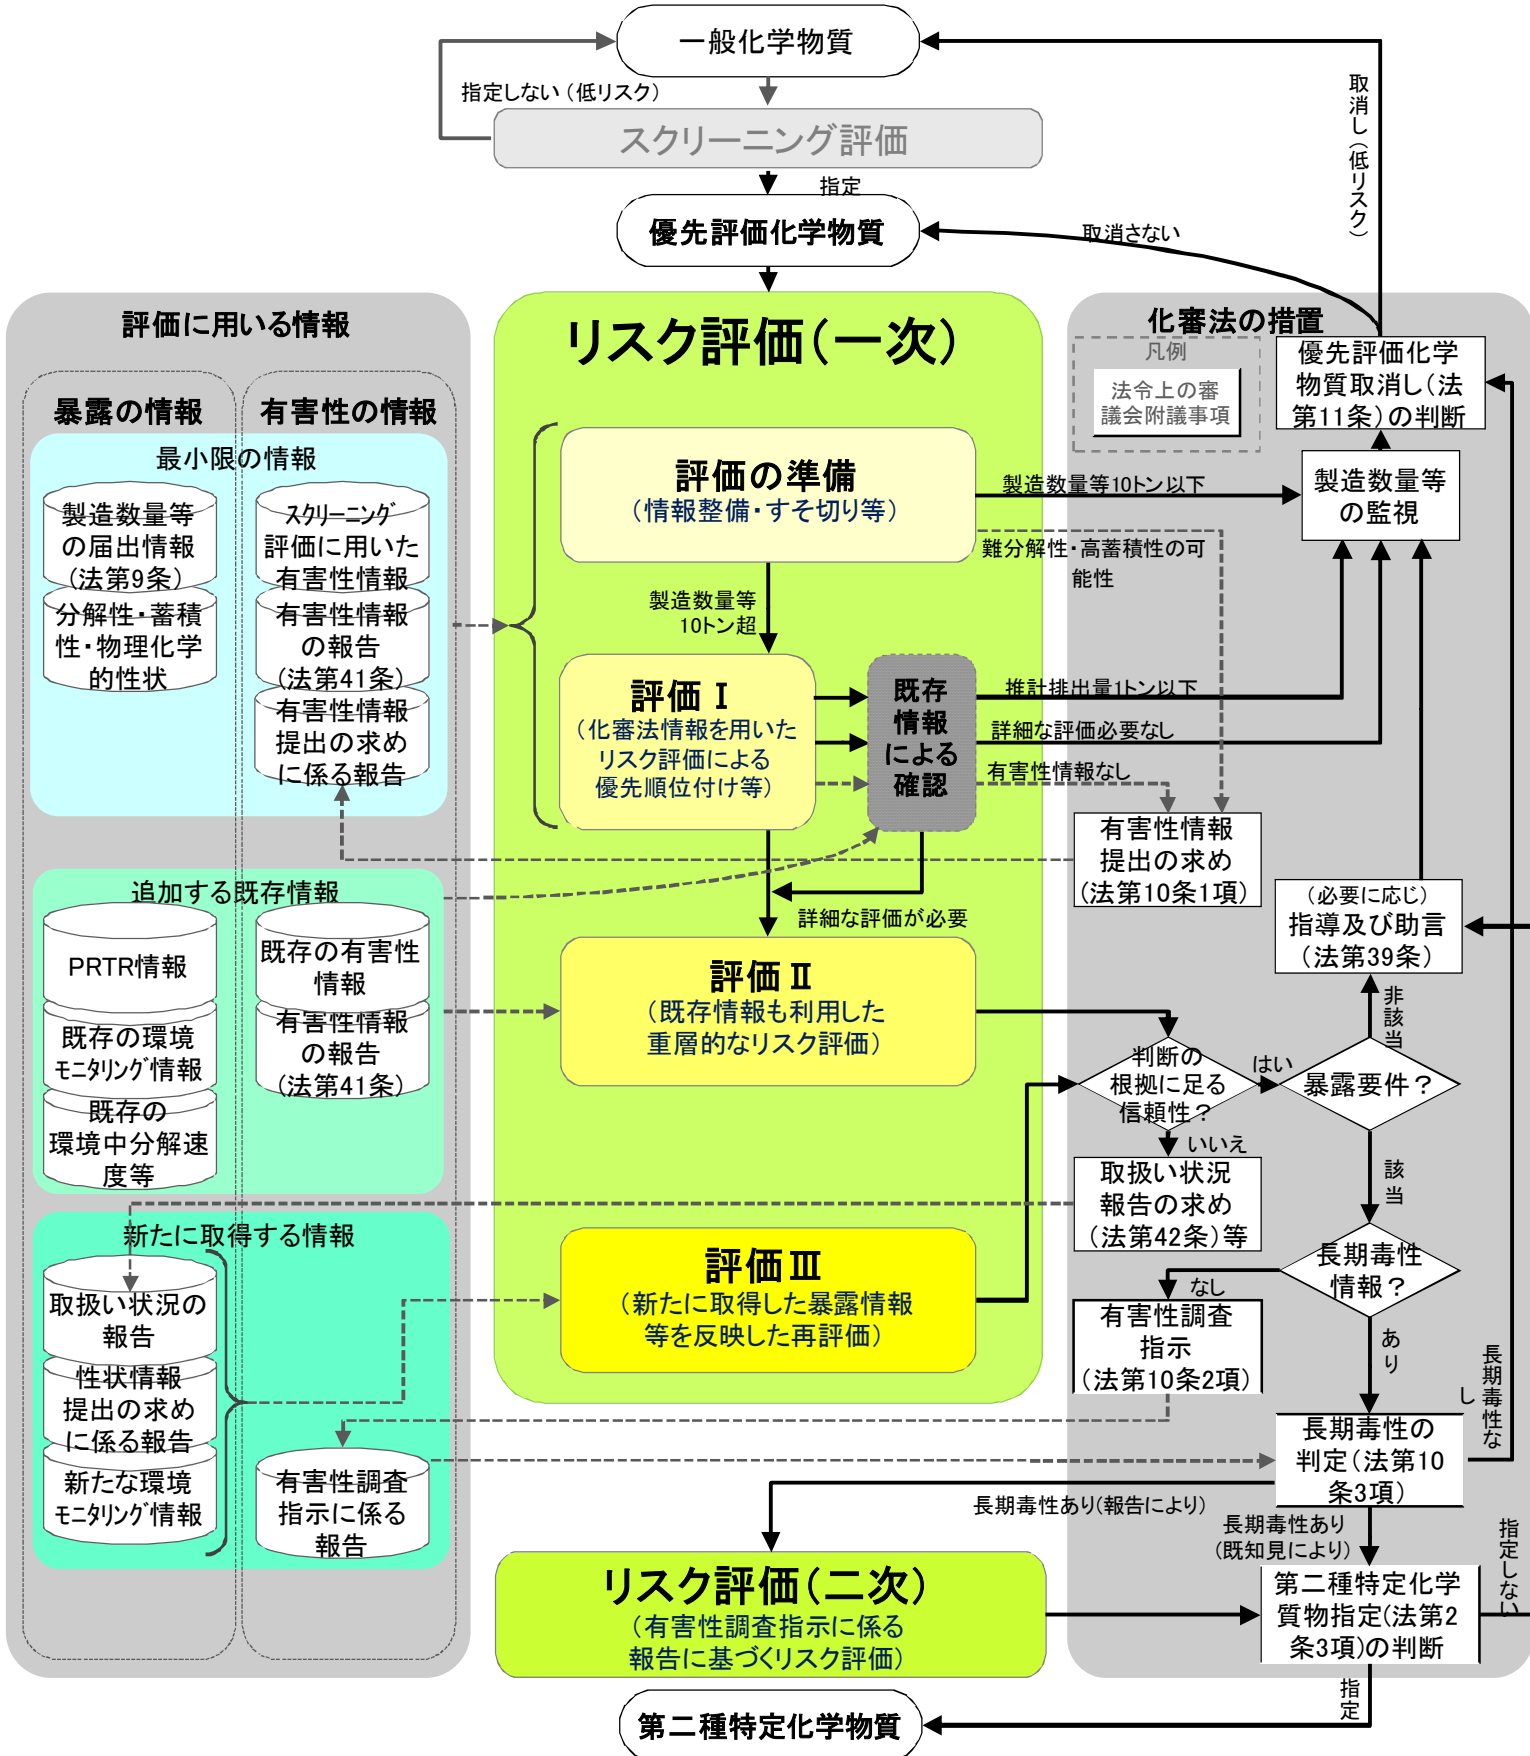 一般化学物質
指定しない（低リスク）
スクリーニング評価
指定
優先評価化学物質
取消し（低リスク）
取消さない
評価に用いる情報
暴露の情報
有害性の情報
最小限の情報
製造数量等
の届出情報
(法第9条)
分解性・蓄積
性・物理化学
的性状
スクリーニング
評価に用いた
有害性情報
有害性情報
の報告
(法第41条)
有害性情報
提出の求め
に係る報告
追加する既存情報
PRTR情報
既存の環境
モニタリング情報
既存の
環境中分解速
度等
既存の有害性
情報
有害性情報
の報告
(法第41条)
新たに取得する情報
取扱い状況の
報告
性状情報
提出の求め
に係る報告
新たな環境
モニタリング情報
有害性調査
指示に係る
報告
リスク評価（一次）
評価の準備
（情報整備・すそ切り等）
製造数量等
10トン超
評価Ⅰ
（化審法情報を用いた
リスク評価による
優先順位付け等）
既存
情報
による
確認
詳細な評価が必要
評価Ⅱ
（既存情報も利用した
重層的なリスク評価）
評価Ⅲ
（新たに取得した暴露情報
等を反映した再評価）
リスク評価（二次）
（有害性調査指示に係る
報告に基づくリスク評価）
第二種特定化学物質
化審法の措置
凡例
法令上の審
議会附議事項
優先評価化学
物質取消し（法
第11条）の判断
製造数量等10トン以下
製造数量等
の監視
難分解性・高蓄積性の可
能性
推計排出量1トン以下
詳細な評価必要なし
有害性情報なし
有害性情報
提出の求め
（法第10条1項）
（必要に応じ）
指導及び助言
（法第39条）
非該当
判断の
根拠に足る
信頼性？
はい
暴露要件？
いいえ
該当
取扱い状況
報告の求め
（法第42条）等
長期毒性
情報？
なし
有害性調査
指示
（法第10条2項）
あり
長期毒性なし
長期毒性の
判定（法第10
条3項）
長期毒性あり(報告により)
長期毒性あり
(既知見により)
指定しない
第二種特定化学
質物指定(法第2
条3項)の判断
指定